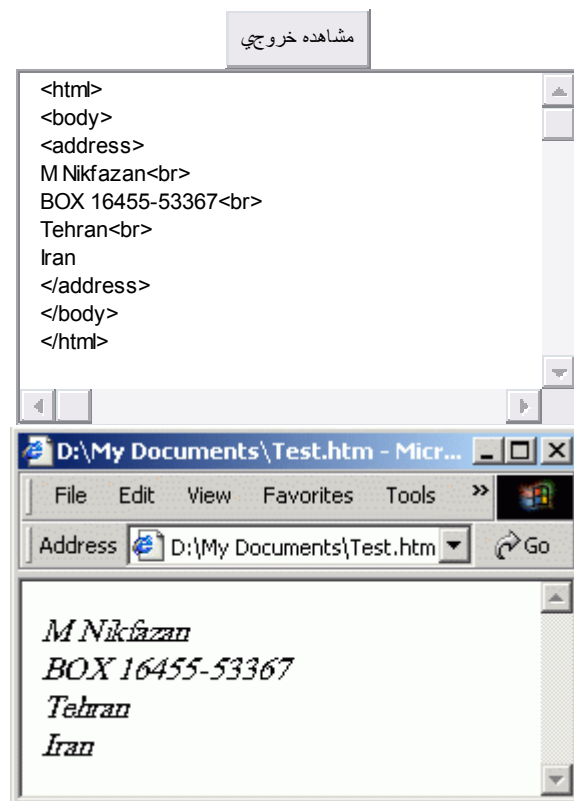 مشاهده خروجي
<html>
<body>
<address>
M Nikfazan<br>
BOX 16455-53367<br>
Tehran<br>
Iran
</address>
</body>
</html>
D:\My Documents\Test.htm - Micr...
File Edit View Favorites Tools »
Address D:\My Documents\Test.htm Go
M Nikfazan
BOX 16455-53367
Tehran
Iran